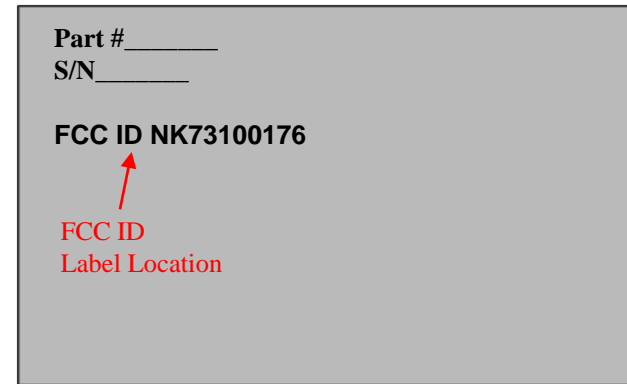 Part #_______
S/N_______
FCC ID NK73100176
FCC ID
Label Location